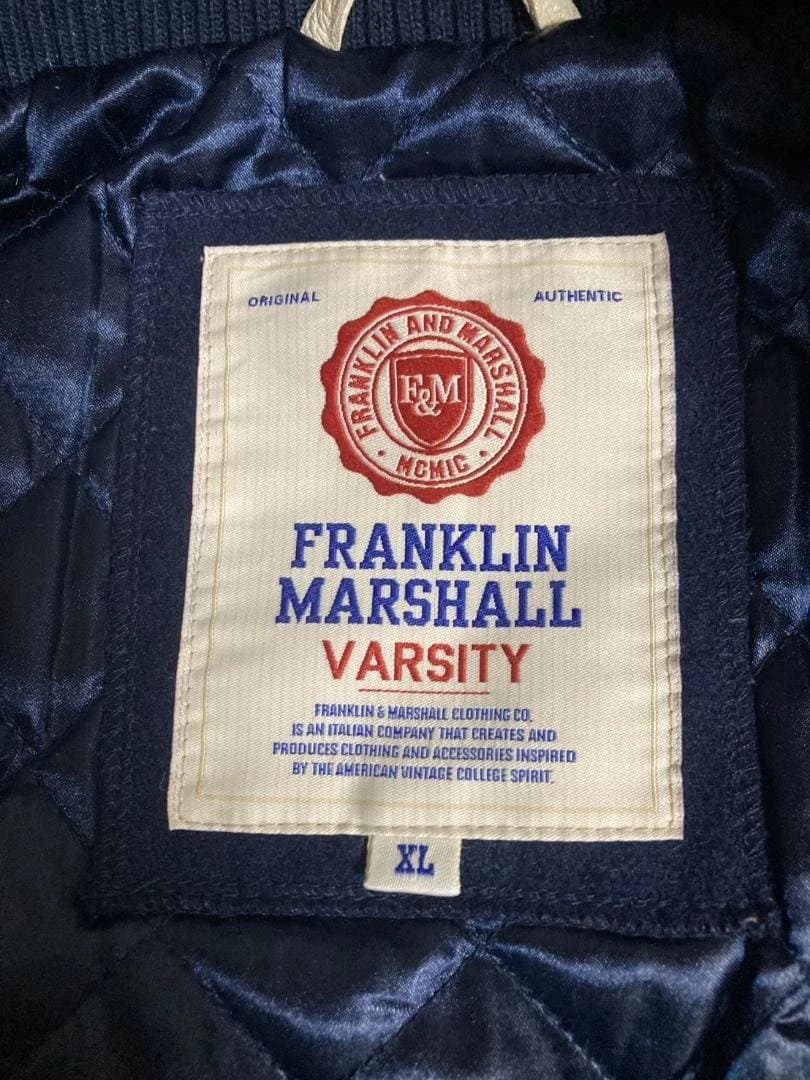 ORIGINAL AUTHENTIC
FRANKLIN AND MARSHALL
F&M
· MCMIC ·
FRANKLIN
MARSHALL
VARSITY
FRANKLIN & MARSHALL CLOTHING CO.
IS AN ITALIAN COMPANY THAT CREATES AND
PRODUCES CLOTHING AND ACCESSORIES INSPIRED
BY THE AMERICAN VINTAGE COLLEGE SPIRIT.
XL